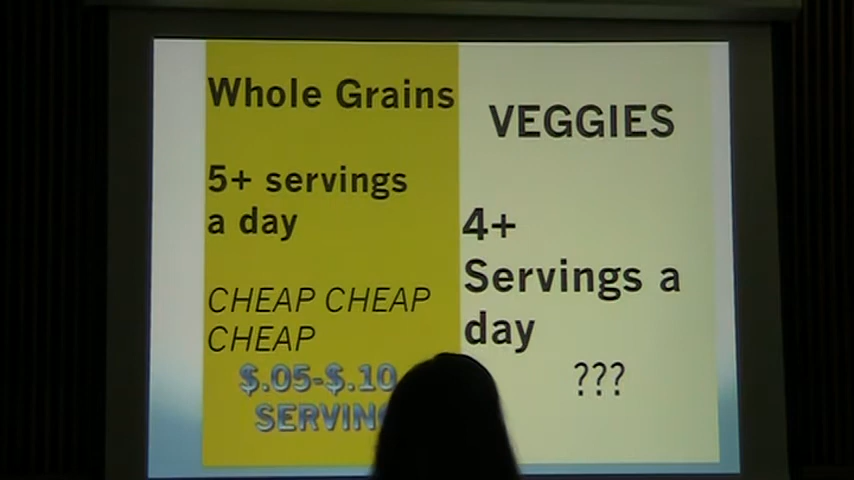 Whole Grains
5+ servings
a day
CHEAP CHEAP
CHEAP
$.05-$.10
VEGGIES
4+
Servings a
day
???